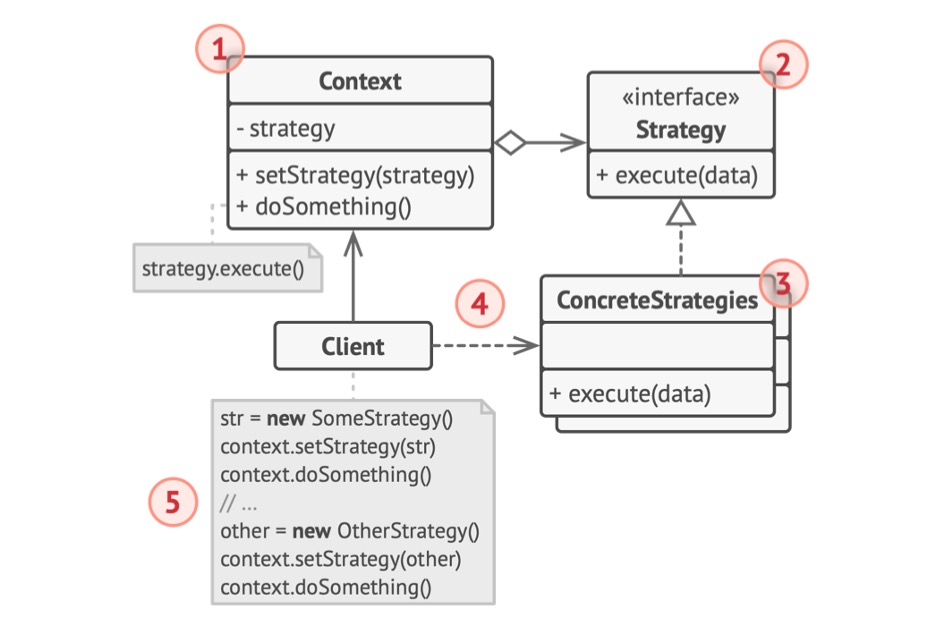 1
Context
- strategy
+ setStrategy(strategy)
+ doSomething()
2
«interface»
Strategy
+ execute(data)
strategy.execute()
3
ConcreteStrategies
+ execute(data)
4
Client
5
str = new SomeStrategy()
context.setStrategy(str)
context.doSomething()
// ...
other = new OtherStrategy()
context.setStrategy(other)
context.doSomething()